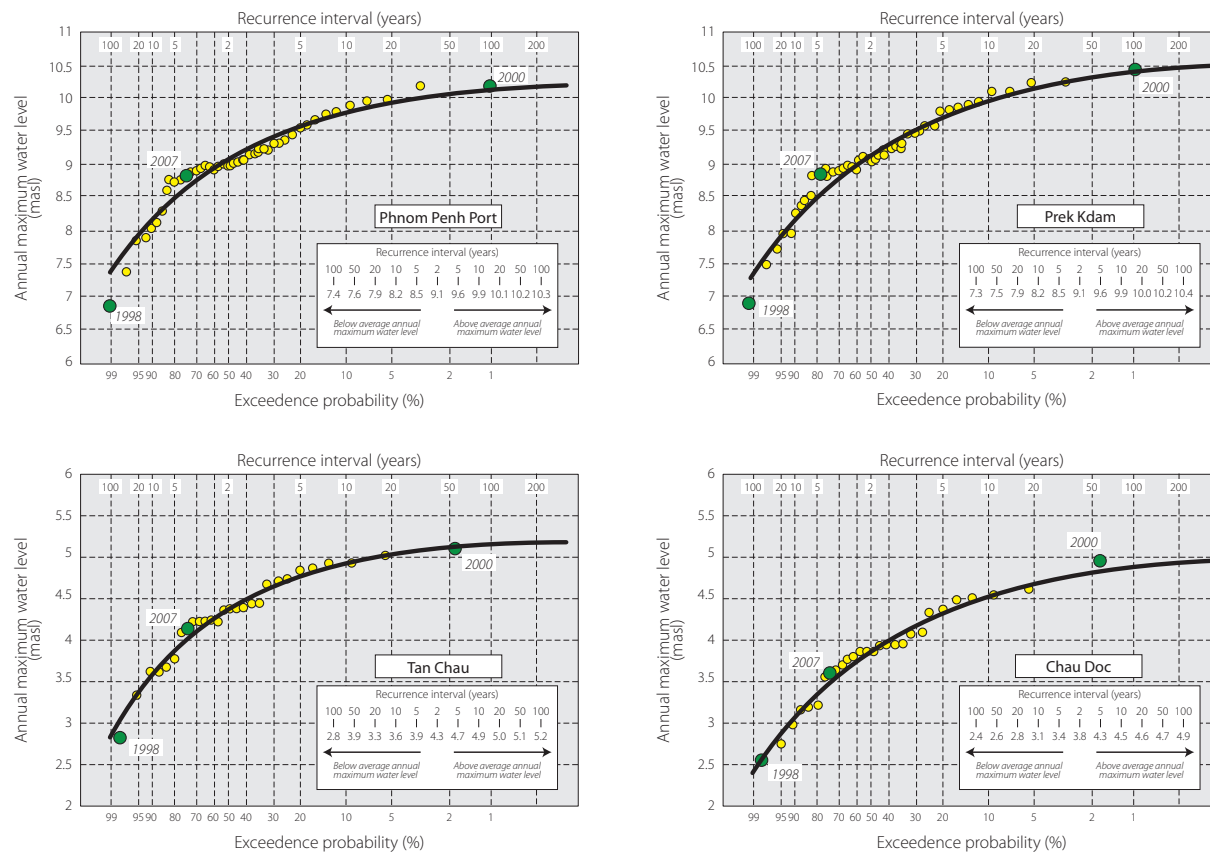 Recurrence interval (years)
100 20 10 5 2 5 10 20 50 100 200
11
10.5
10
9.5
9
8.5
8
7.5
7
6.5
6
Annual maximum water level
(masl)
2000
2007
1998
Phnom Penh Port
Recurrence interval (years)
100 50 20 10 5 2 5 10 20 50 100
7.4 7.6 7.9 8.2 8.5 9.1 9.6 9.9 10.1 10.2 10.3
Below average annual
maximum water level
Above average annual
maximum water level
99 95 90 80 70 60 50 40 30 20 10 5 2 1
Exceedence probability (%)
Recurrence interval (years)
100 20 10 5 2 5 10 20 50 100 200
11
10.5
10
9.5
9
8.5
8
7.5
7
6.5
6
Annual maximum water level
(masl)
2000
2007
1998
Prek Kdam
Recurrence interval (years)
100 50 20 10 5 2 5 10 20 50 100
7.3 7.5 7.9 8.2 8.5 9.1 9.6 9.9 10.0 10.2 10.4
Below average annual
maximum water level
Above average annual
maximum water level
99 95 90 80 70 60 50 40 30 20 10 5 2 1
Exceedence probability (%)
Recurrence interval (years)
100 20 10 5 2 5 10 20 50 100 200
6
5.5
5
4.5
4
3.5
3
2.5
2
Annual maximum water level
(masl)
2000
2007
1998
Tan Chau
Recurrence interval (years)
100 50 20 10 5 2 5 10 20 50 100
2.8 3.9 3.3 3.6 3.9 4.3 4.7 4.9 5.0 5.1 5.2
Below average annual
maximum water level
Above average annual
maximum water level
99 95 90 80 70 60 50 40 30 20 10 5 2 1
Exceedence probability (%)
Recurrence interval (years)
100 20 10 5 2 5 10 20 50 100 200
6
5.5
5
4.5
4
3.5
3
2.5
2
Annual maximum water level
(masl)
2000
2007
1998
Chau Doc
Recurrence interval (years)
100 50 20 10 5 2 5 10 20 50 100
2.4 2.6 2.8 3.1 3.4 3.8 4.3 4.5 4.6 4.7 4.9
Below average annual
maximum water level
Above average annual
maximum water level
99 95 90 80 70 60 50 40 30 20 10 5 2 1
Exceedence probability (%)